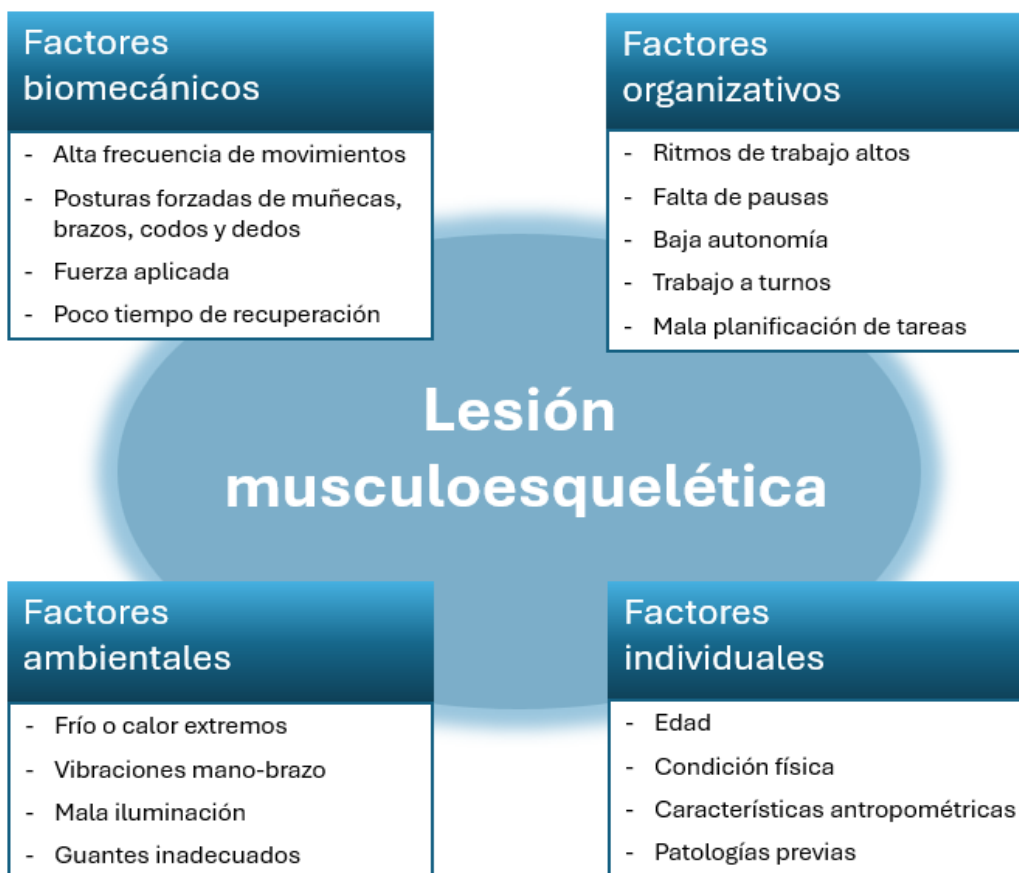 Factores
biomecánicos
- Alta frecuencia de movimientos
- Posturas forzadas de muñecas,
brazos, codos y dedos
- Fuerza aplicada
- Poco tiempo de recuperación
Factores
organizativos
- Ritmos de trabajo altos
- Falta de pausas
- Baja autonomía
- Trabajo a turnos
- Mala planificación de tareas
Lesión
musculoesquelética
Factores
ambientales
- Frío o calor extremos
- Vibraciones mano-brazo
- Mala iluminación
- Guantes inadecuados
Factores
individuales
- Edad
- Condición física
- Características antropométricas
- Patologías previas